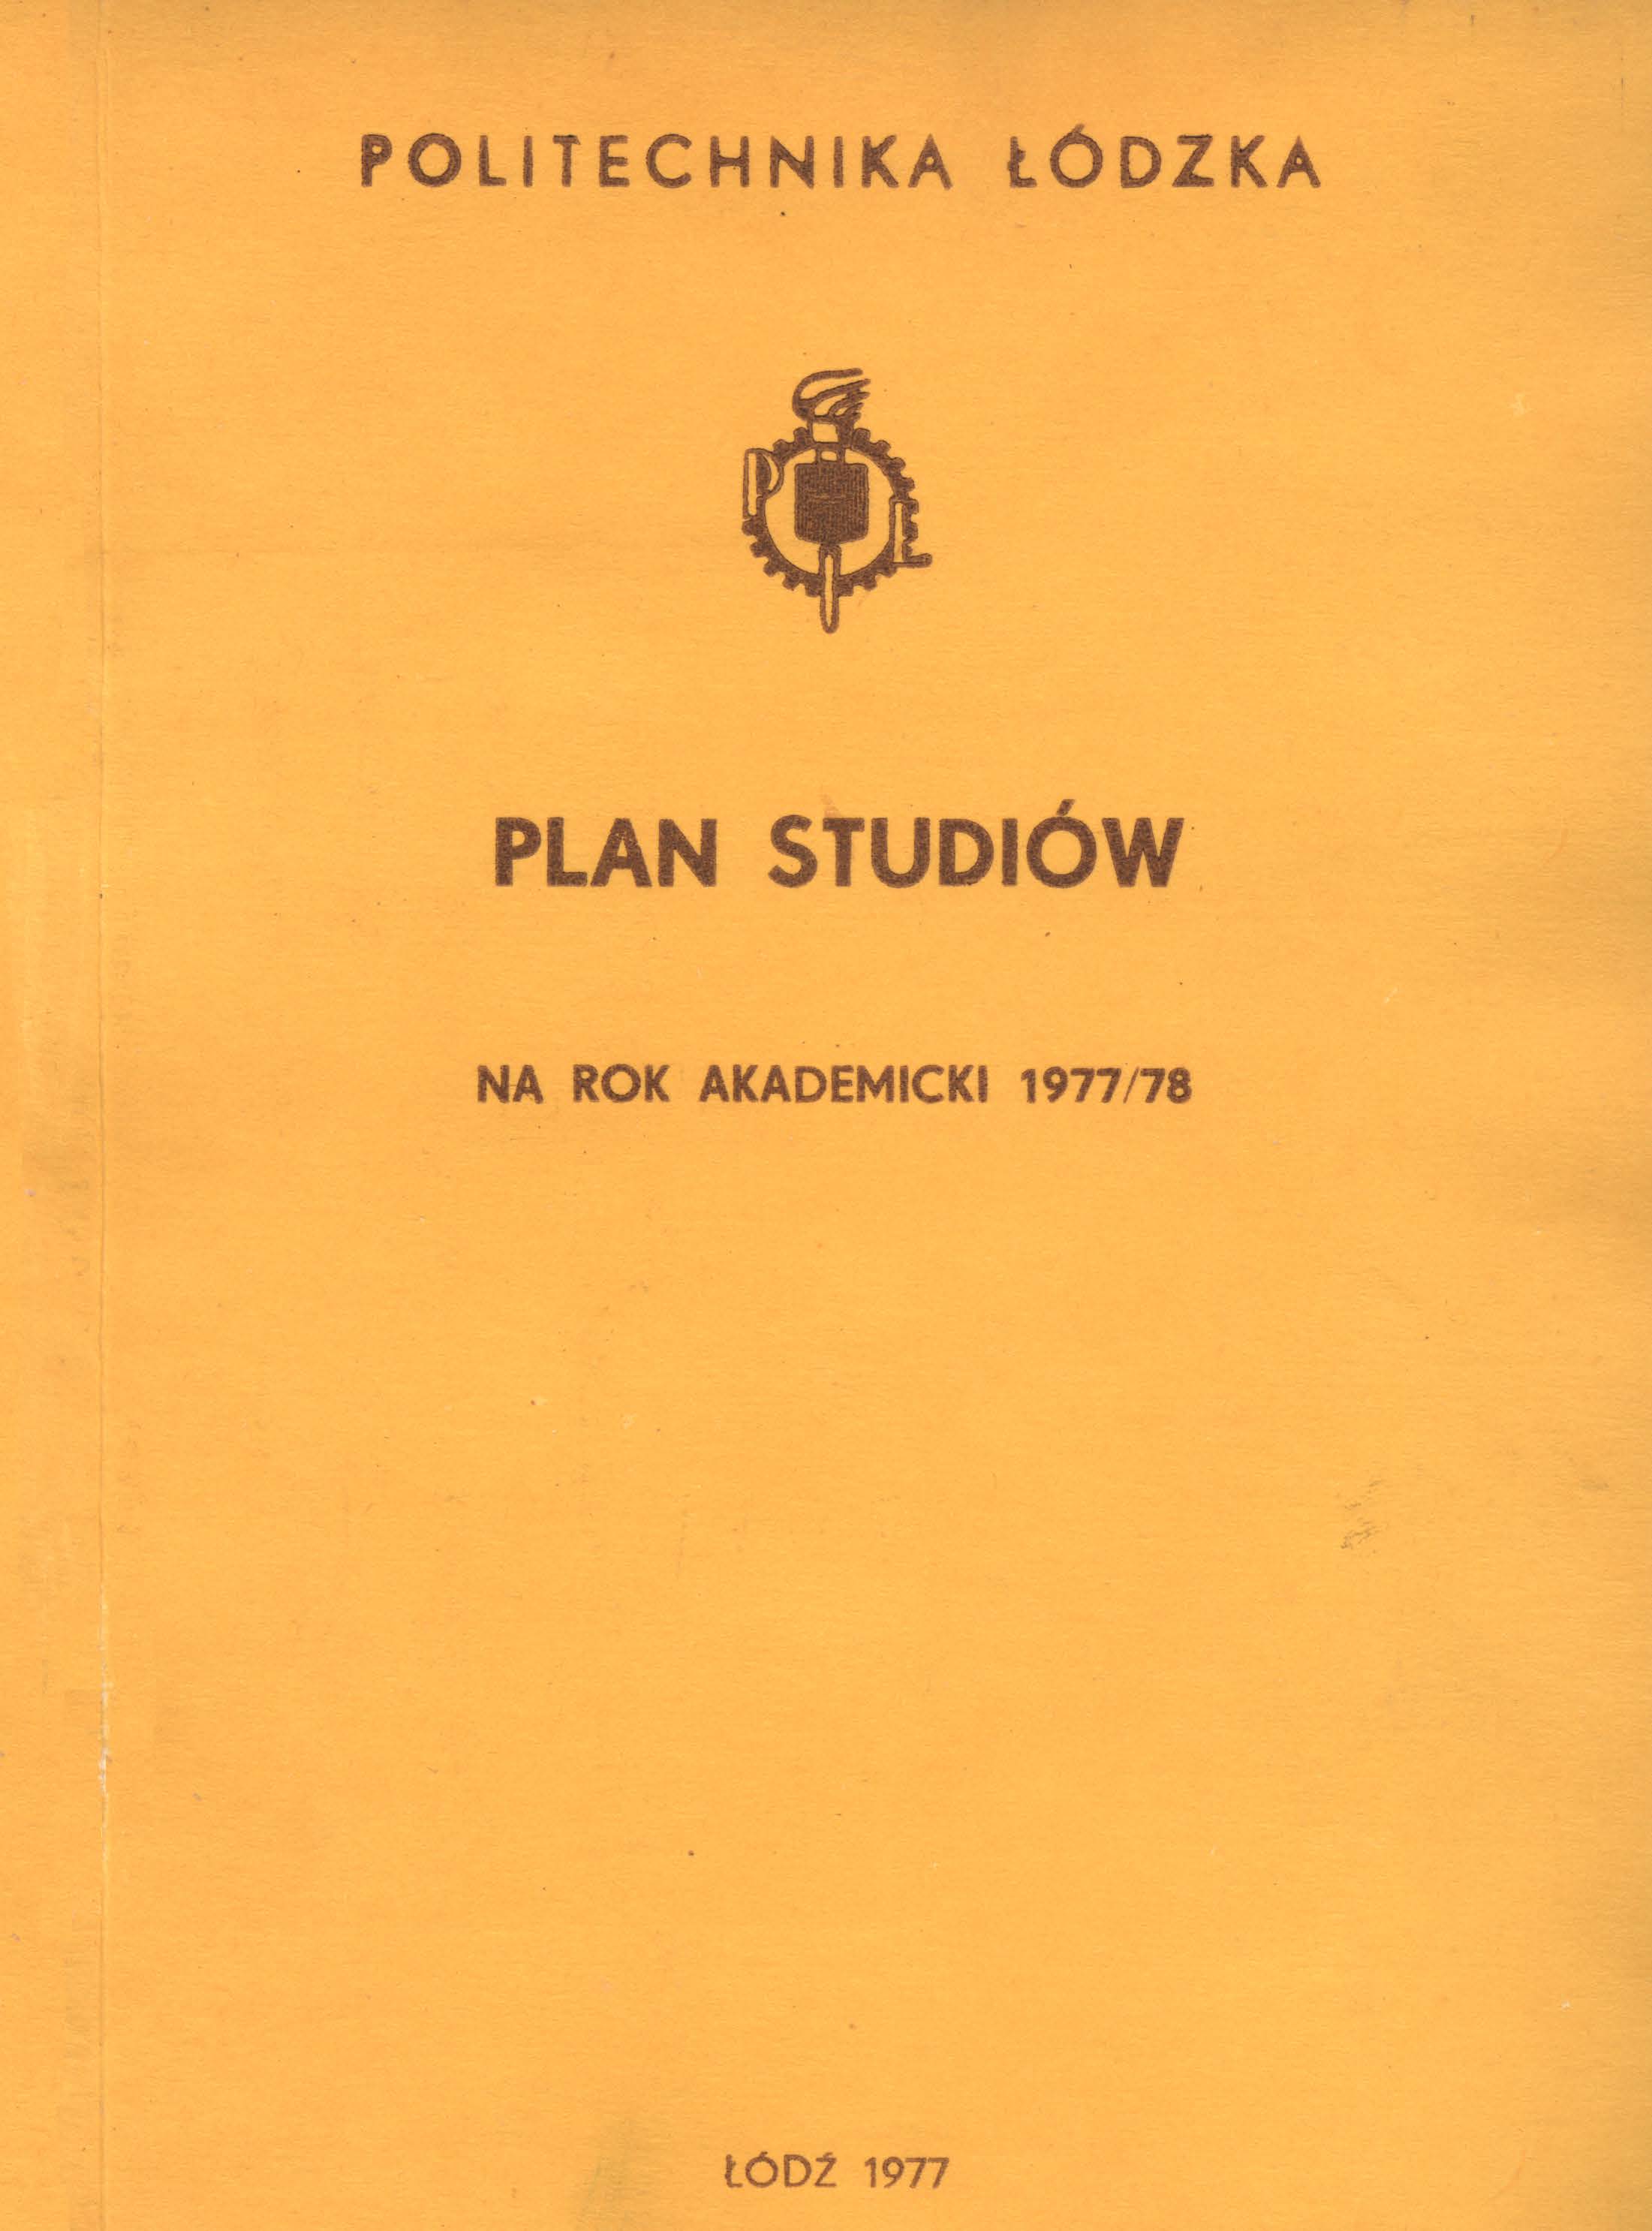 POLITECHNIKA ŁÓDZKA
P
Ł
PLAN STUDIÓW
NA ROK AKADEMICKI 1977/78
ŁÓDŹ 1977